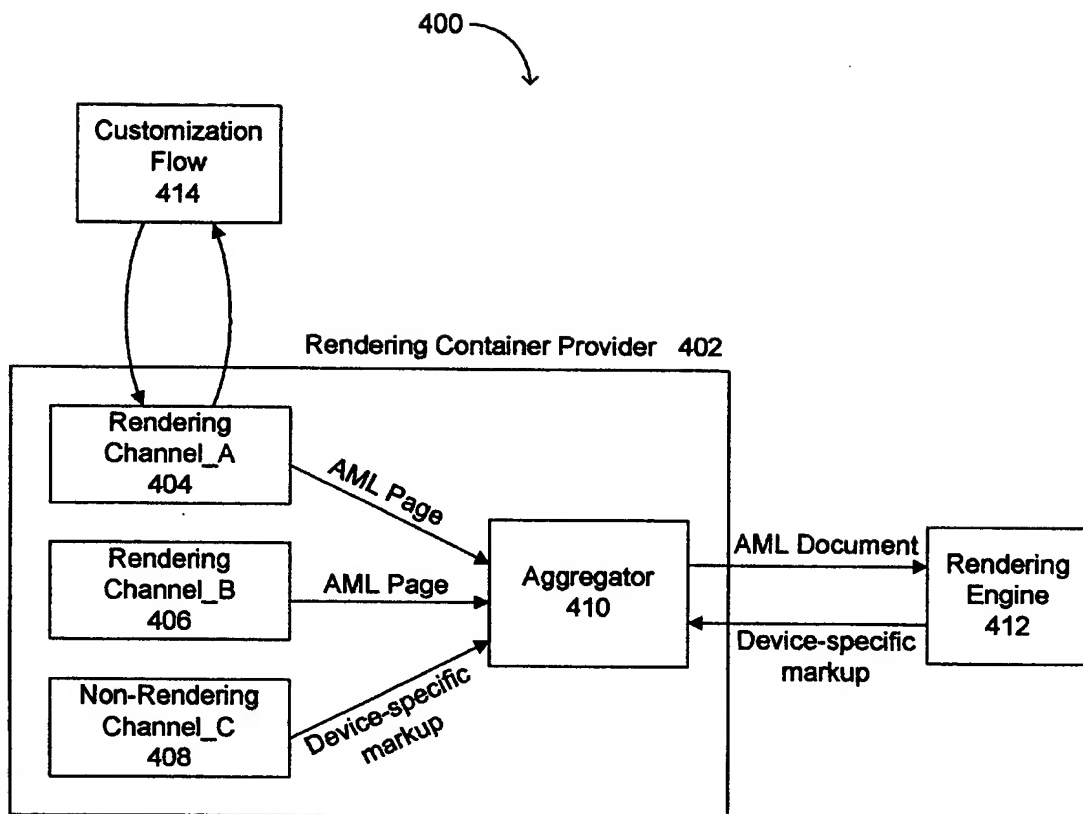 400
Customization
Flow
414
Rendering Container Provider 402
Rendering
Channel_A
404
AML Page
Rendering
Channel_B
406
AML Page
Non-Rendering
Channel_C
408
Device-specific
markup
Aggregator
410
AML Document
Device-specific
markup
Rendering
Engine
412